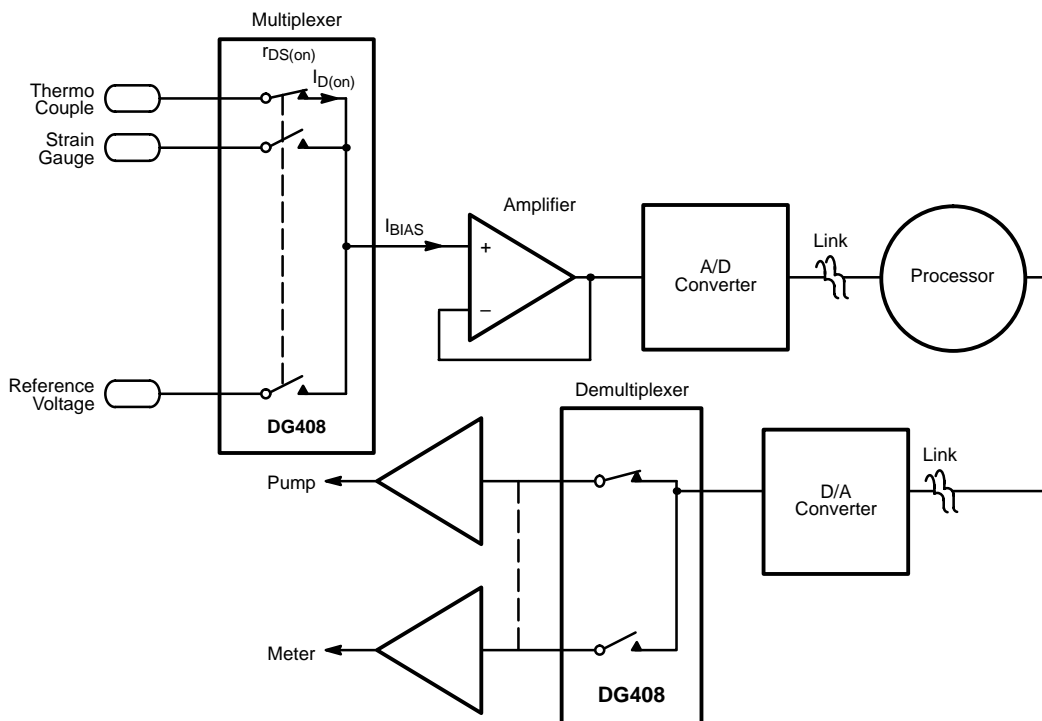 Multiplexer
rDS(on)
ID(on)
Thermo
Couple
Strain
Gauge
Reference
Voltage
DG408
IBIAS
Amplifier
+
–
A/D
Converter
Link
Processor
Demultiplexer
Pump
Meter
DG408
D/A
Converter
Link